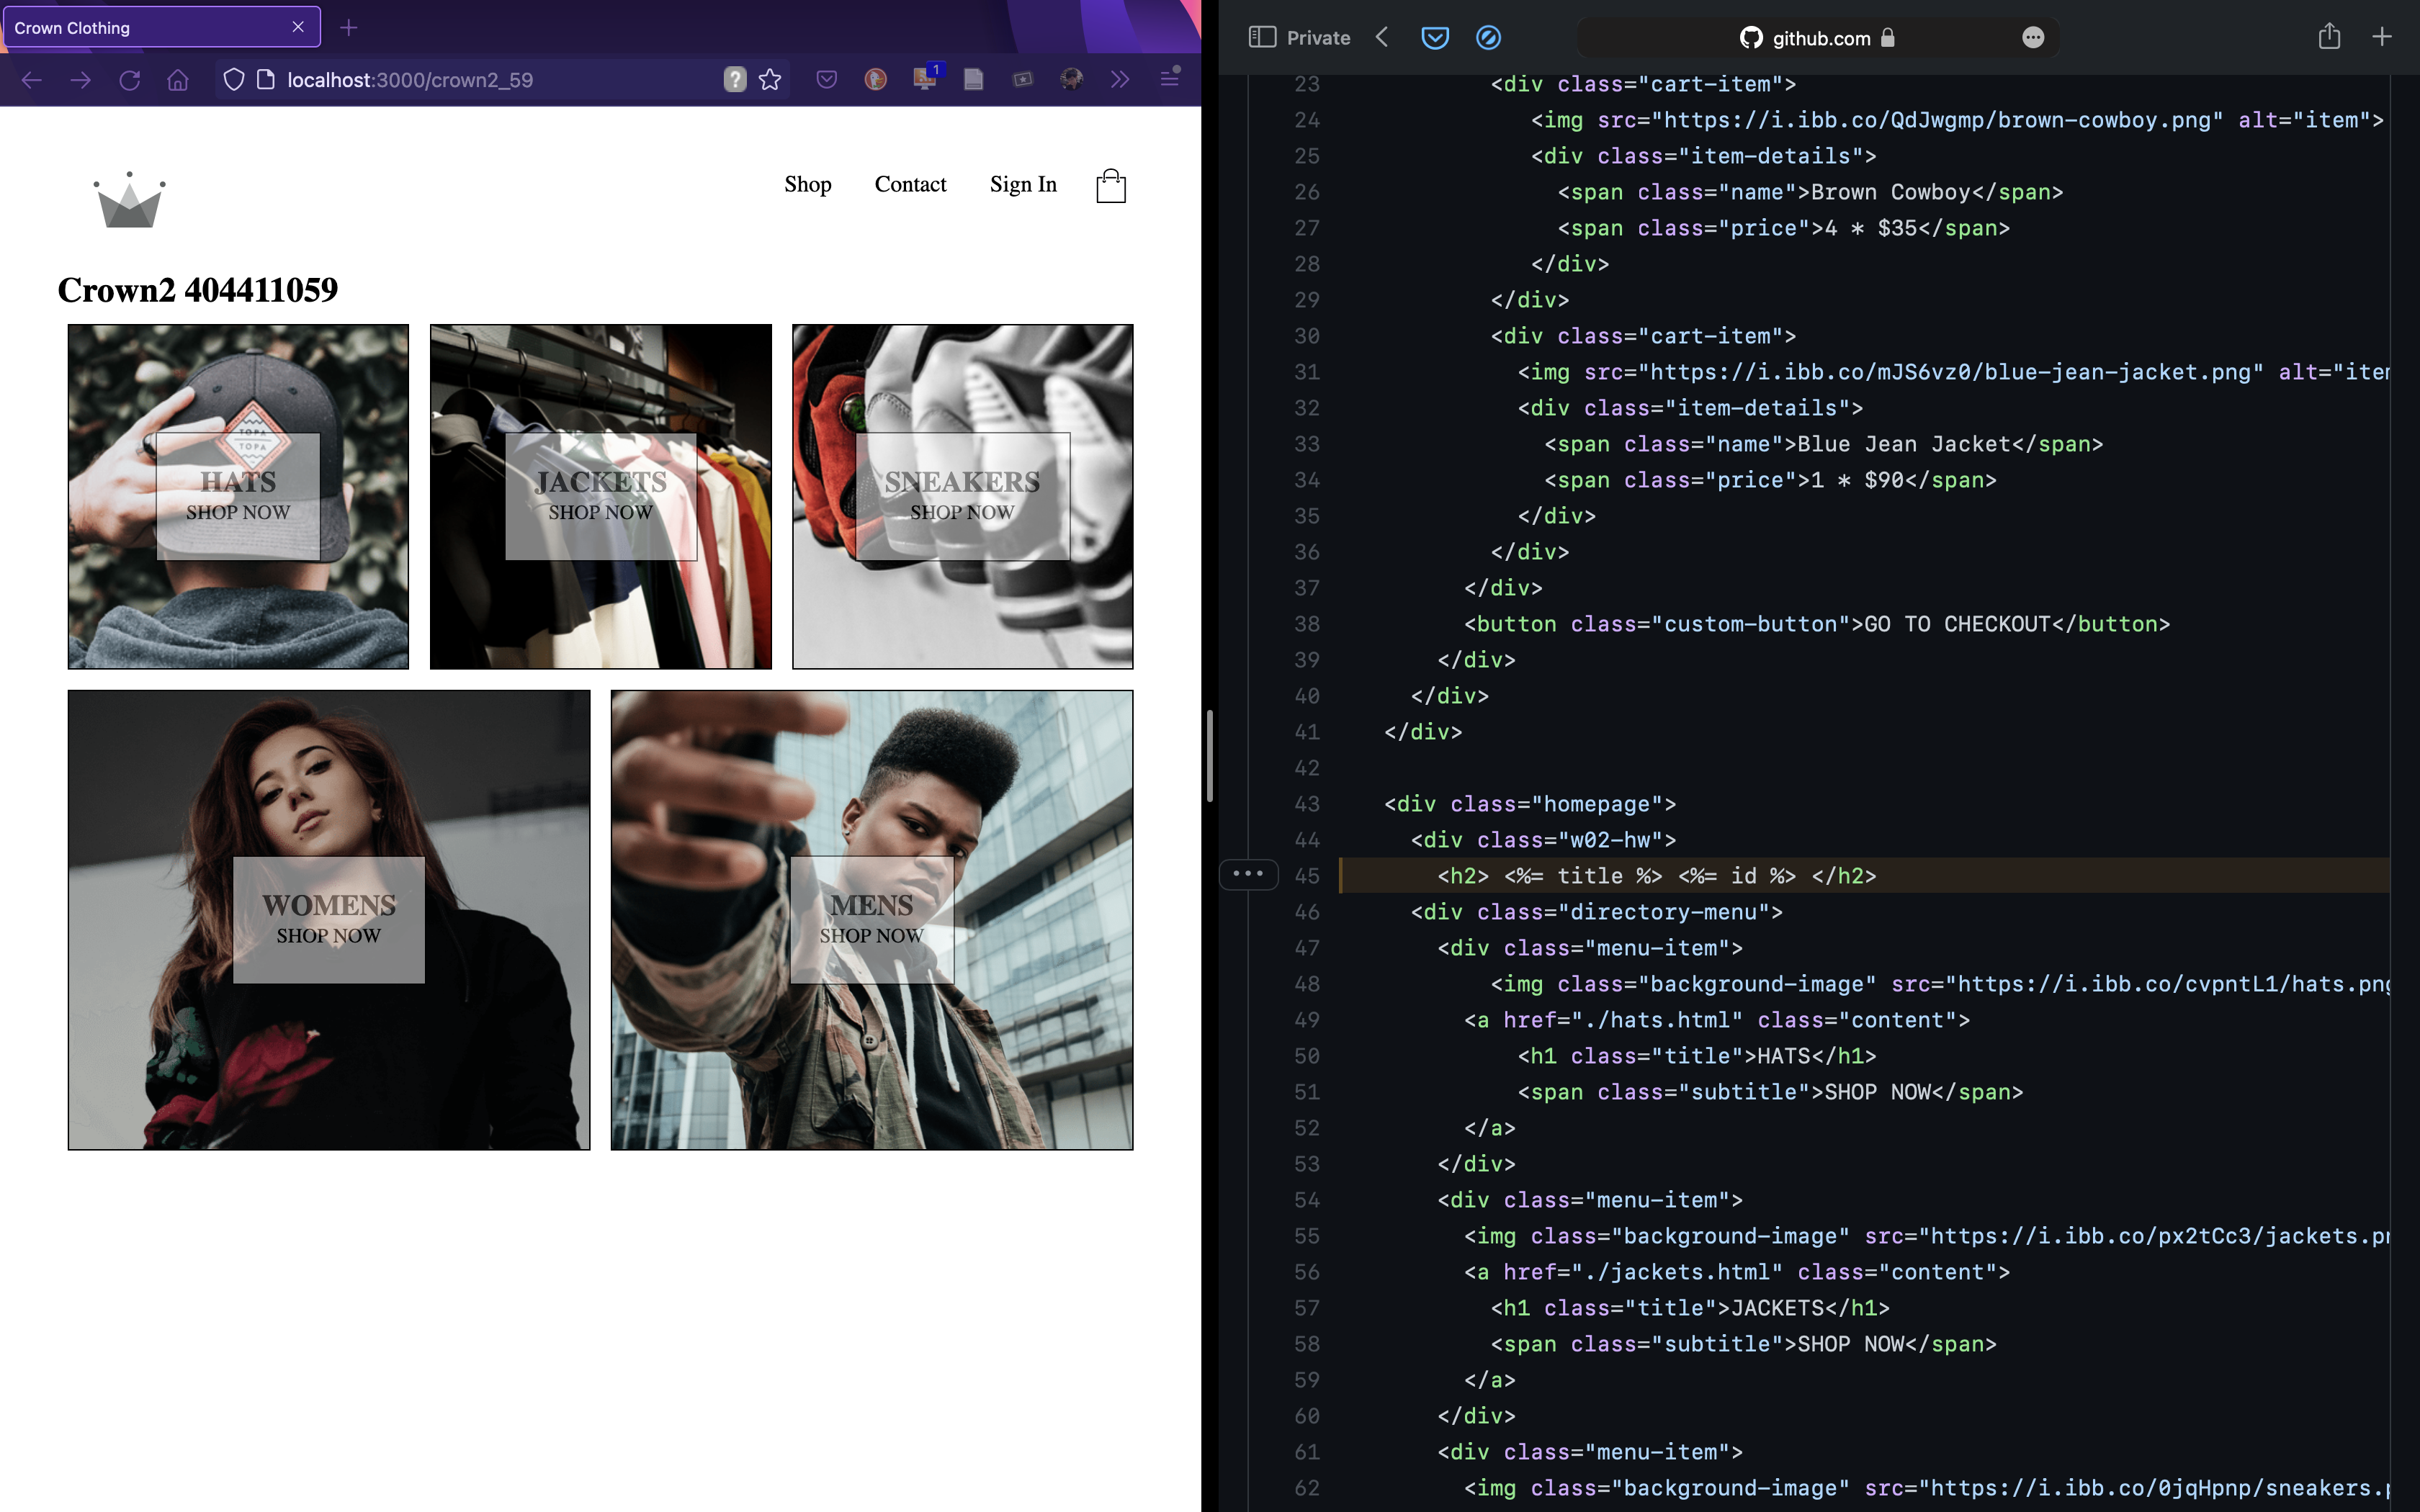 Crown Clothing
localhost:3000/crown2_59
1
Shop Contact Sign In
Crown2 404411059
TOPA
TOPA
HATS
SHOP NOW
JACKETS
SHOP NOW
SNEAKERS
SHOP NOW
WOMENS
SHOP NOW
MENS
SHOP NOW
Private
github.com
23 <div class="cart-item">
24 <img src="https://i.ibb.co/QdJwgmp/brown-cowboy.png" alt="item">
25 <div class="item-details">
26 <span class="name">Brown Cowboy</span>
27 <span class="price">4 * $35</span>
28 </div>
29 </div>
30 <div class="cart-item">
31 <img src="https://i.ibb.co/mJS6vz0/blue-jean-jacket.png" alt="iter
32 <div class="item-details">
33 <span class="name">Blue Jean Jacket</span>
34 <span class="price">1 * $90</span>
35 </div>
36 </div>
37 </div>
38 <button class="custom-button">GO TO CHECKOUT</button>
39 </div>
40 </div>
41 </div>
42
43 <div class="homepage">
44 <div class="w02-hw">
45 <h2> <%= title %> <%= id %> </h2>
46 <div class="directory-menu">
47 <div class="menu-item">
48 <img class="background-image" src="https://i.ibb.co/cvpntL1/hats.png
49 <a href="./hats.html" class="content">
50 <h1 class="title">HATS</h1>
51 <span class="subtitle">SHOP NOW</span>
52 </a>
53 </div>
54 <div class="menu-item">
55 <img class="background-image" src="https://i.ibb.co/px2tCc3/jackets.pn
56 <a href="./jackets.html" class="content">
57 <h1 class="title">JACKETS</h1>
58 <span class="subtitle">SHOP NOW</span>
59 </a>
60 </div>
61 <div class="menu-item">
62 <img class="background-image" src="https://i.ibb.co/0jqHpnp/sneakers.p